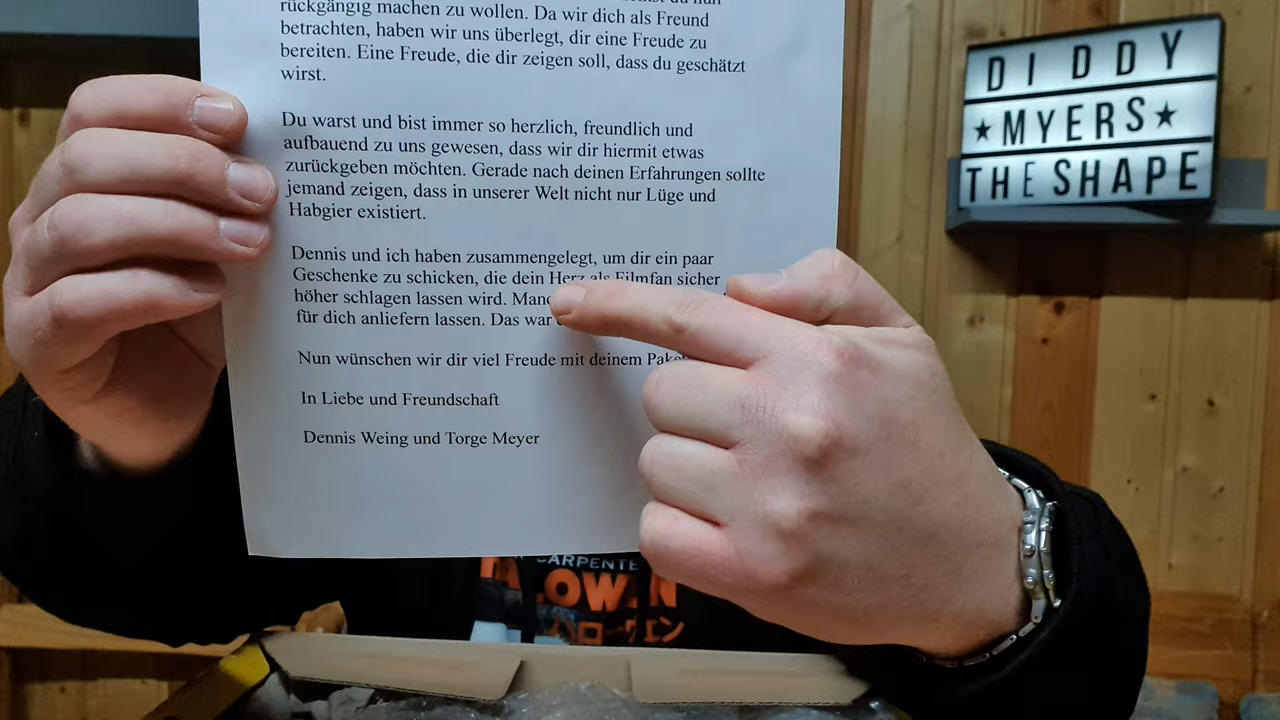 rückgängig machen zu wollen. Da wir dich als Freund
betrachten, haben wir uns überlegt, dir eine Freude zu
bereiten. Eine Freude, die dir zeigen soll, dass du geschätzt
wirst.
Du warst und bist immer so herzlich, freundlich und
aufbauend zu uns gewesen, dass wir dir hiermit etwas
zurückgeben möchten. Gerade nach deinen Erfahrungen sollte
jemand zeigen, dass in unserer Welt nicht nur Lüge und
Habgier existiert.
Dennis und ich haben zusammengelegt, um dir ein paar
Geschenke zu schicken, die dein Herz als Filmfan sicher
höher schlagen lassen wird.
für dich anliefern lassen. Das war
Nun wünschen wir dir viel Freude mit deinem
In Liebe und Freundschaft
Dennis Weing und Torge Meyer
DIDDY
★MYERS★
THE SHAPE